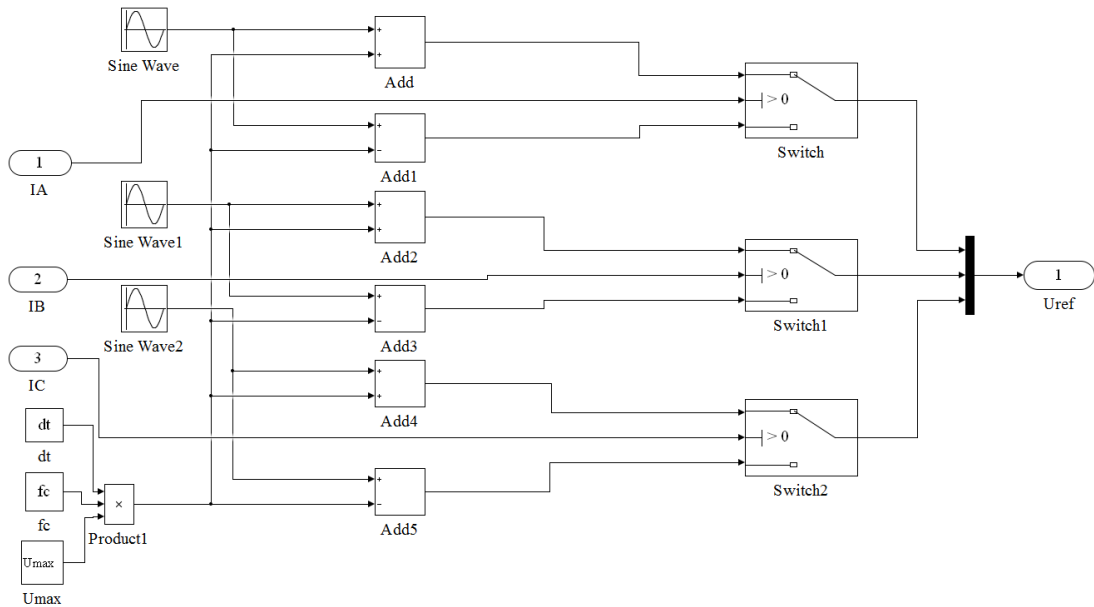 Sine Wave
+
+
Add
> 0
Switch
+
−
Add1
1
IA
Sine Wave1
+
+
Add2
2
IB
> 0
Switch1
1
Uref
+
−
Add3
Sine Wave2
3
IC
+
+
Add4
> 0
Switch2
dt
dt
fc
fc
×
Product1
+
−
Add5
Umax
Umax